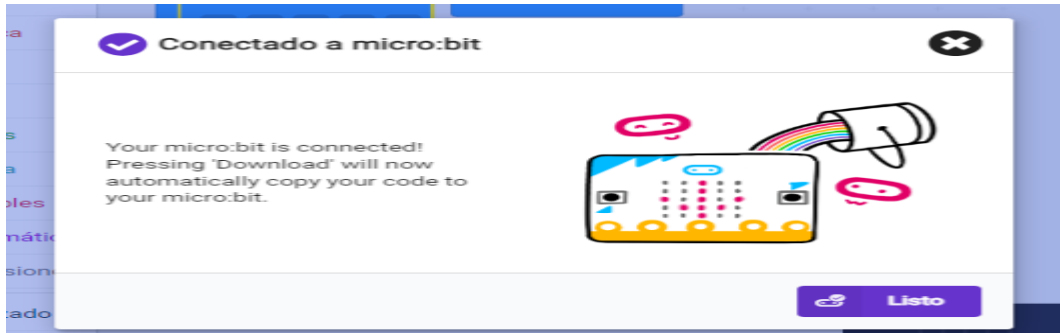 Conectado a micro:bit
Your micro:bit is connected!
Pressing 'Download' will now
automatically copy your code to
your micro:bit.
Listo